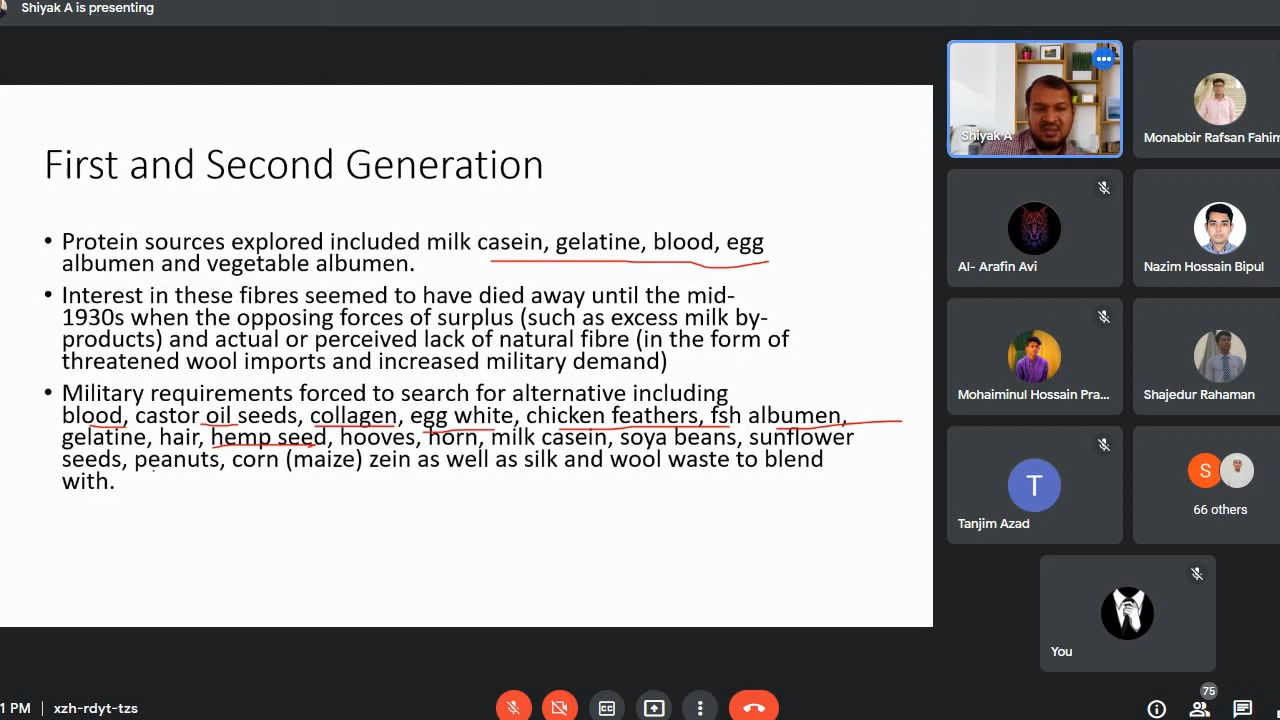 Shiyak A is presenting
First and Second Generation
• Protein sources explored included milk casein, gelatine, blood, egg
albumen and vegetable albumen.
• Interest in these fibres seemed to have died away until the mid-
1930s when the opposing forces of surplus (such as excess milk by-
products) and actual or perceived lack of natural fibre (in the form of
threatened wool imports and increased military demand)
• Military requirements forced to search for alternative including
blood, castor oil seeds, collagen, egg white, chicken feathers, fsh albumen,
gelatine, hair, hemp seed, hooves, horn, milk casein, soya beans, sunflower
seeds, peanuts, corn (maize) zein as well as silk and wool waste to blend
with.
Shiyak A
Monabbir Rafsan Fahim
Al- Arafin Avi
Nazim Hossain Bipul
Mohaiminul Hossain Pra...
Shajedur Rahaman
T
Tanjim Azad
S
66 others
You
1 PM | xzh-rdyt-tzs
CC
75